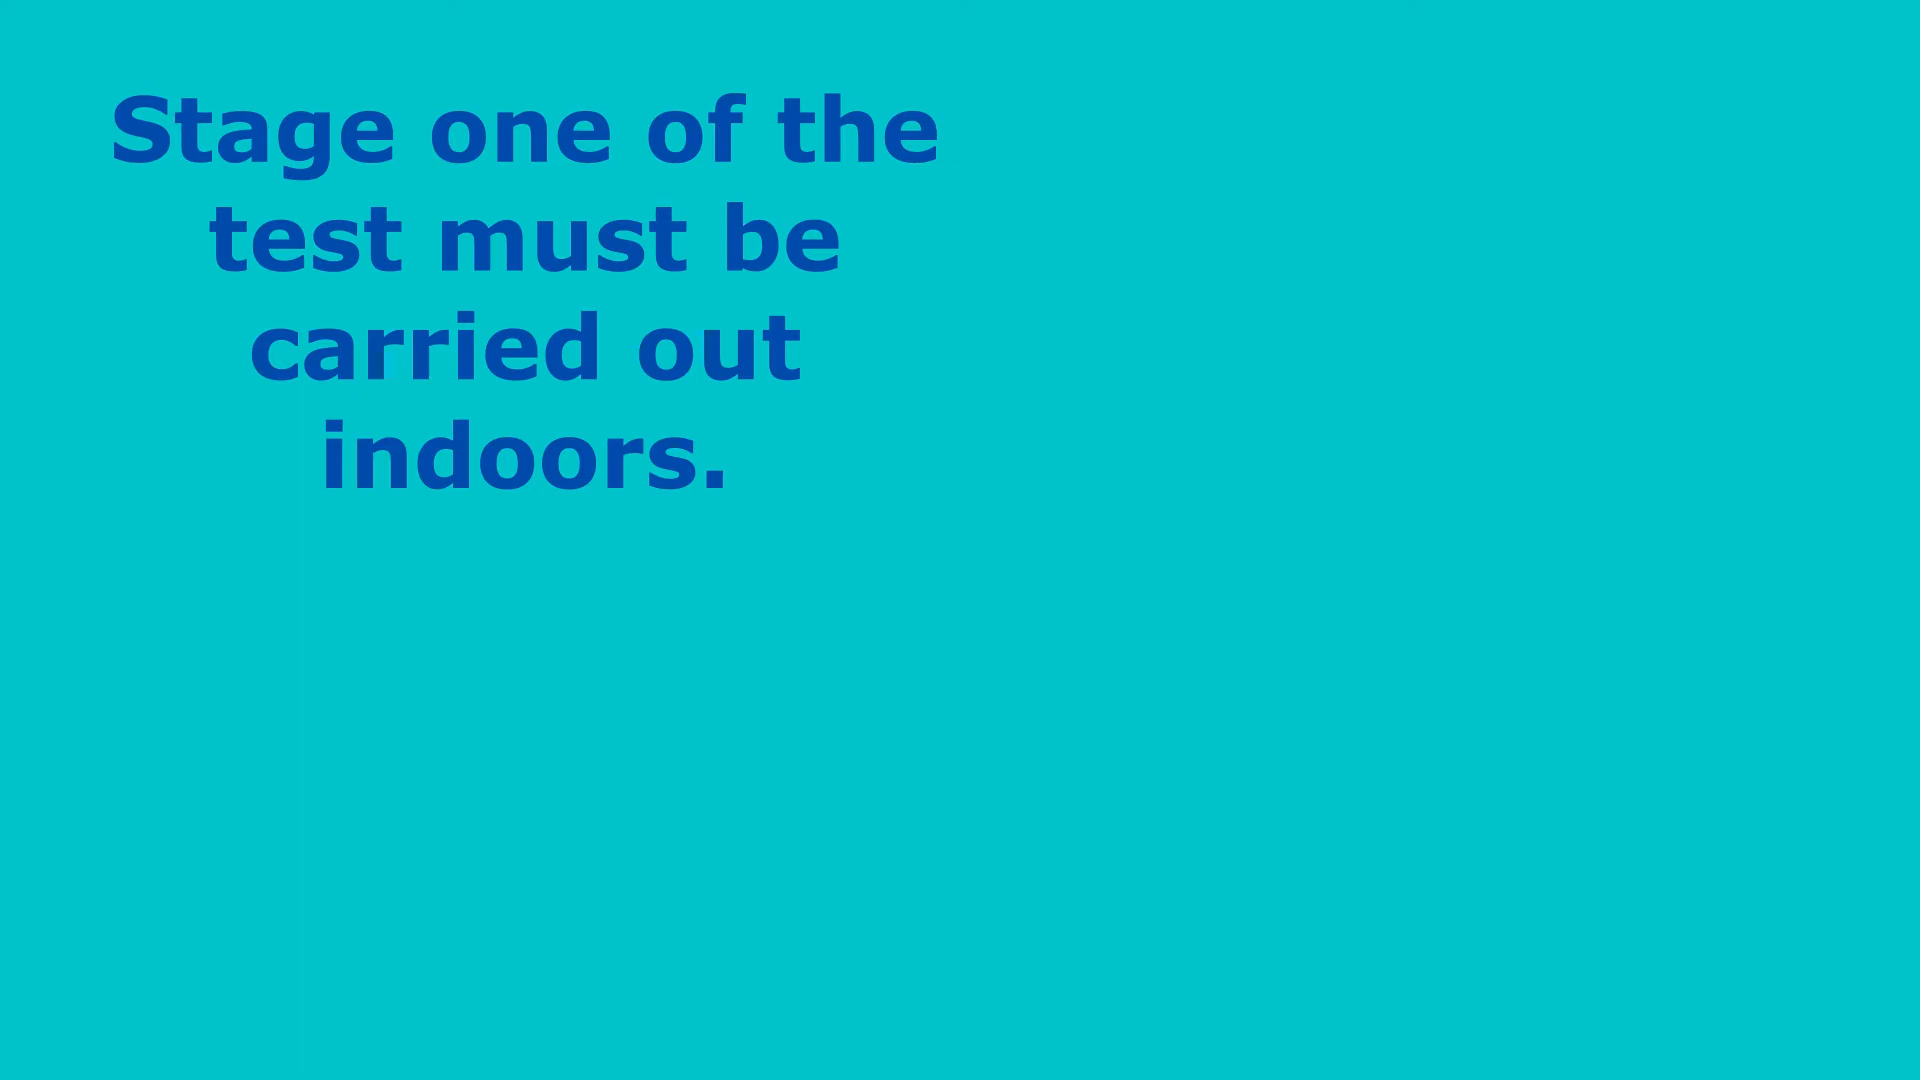 Stage one of the
test must be
carried out
indoors.